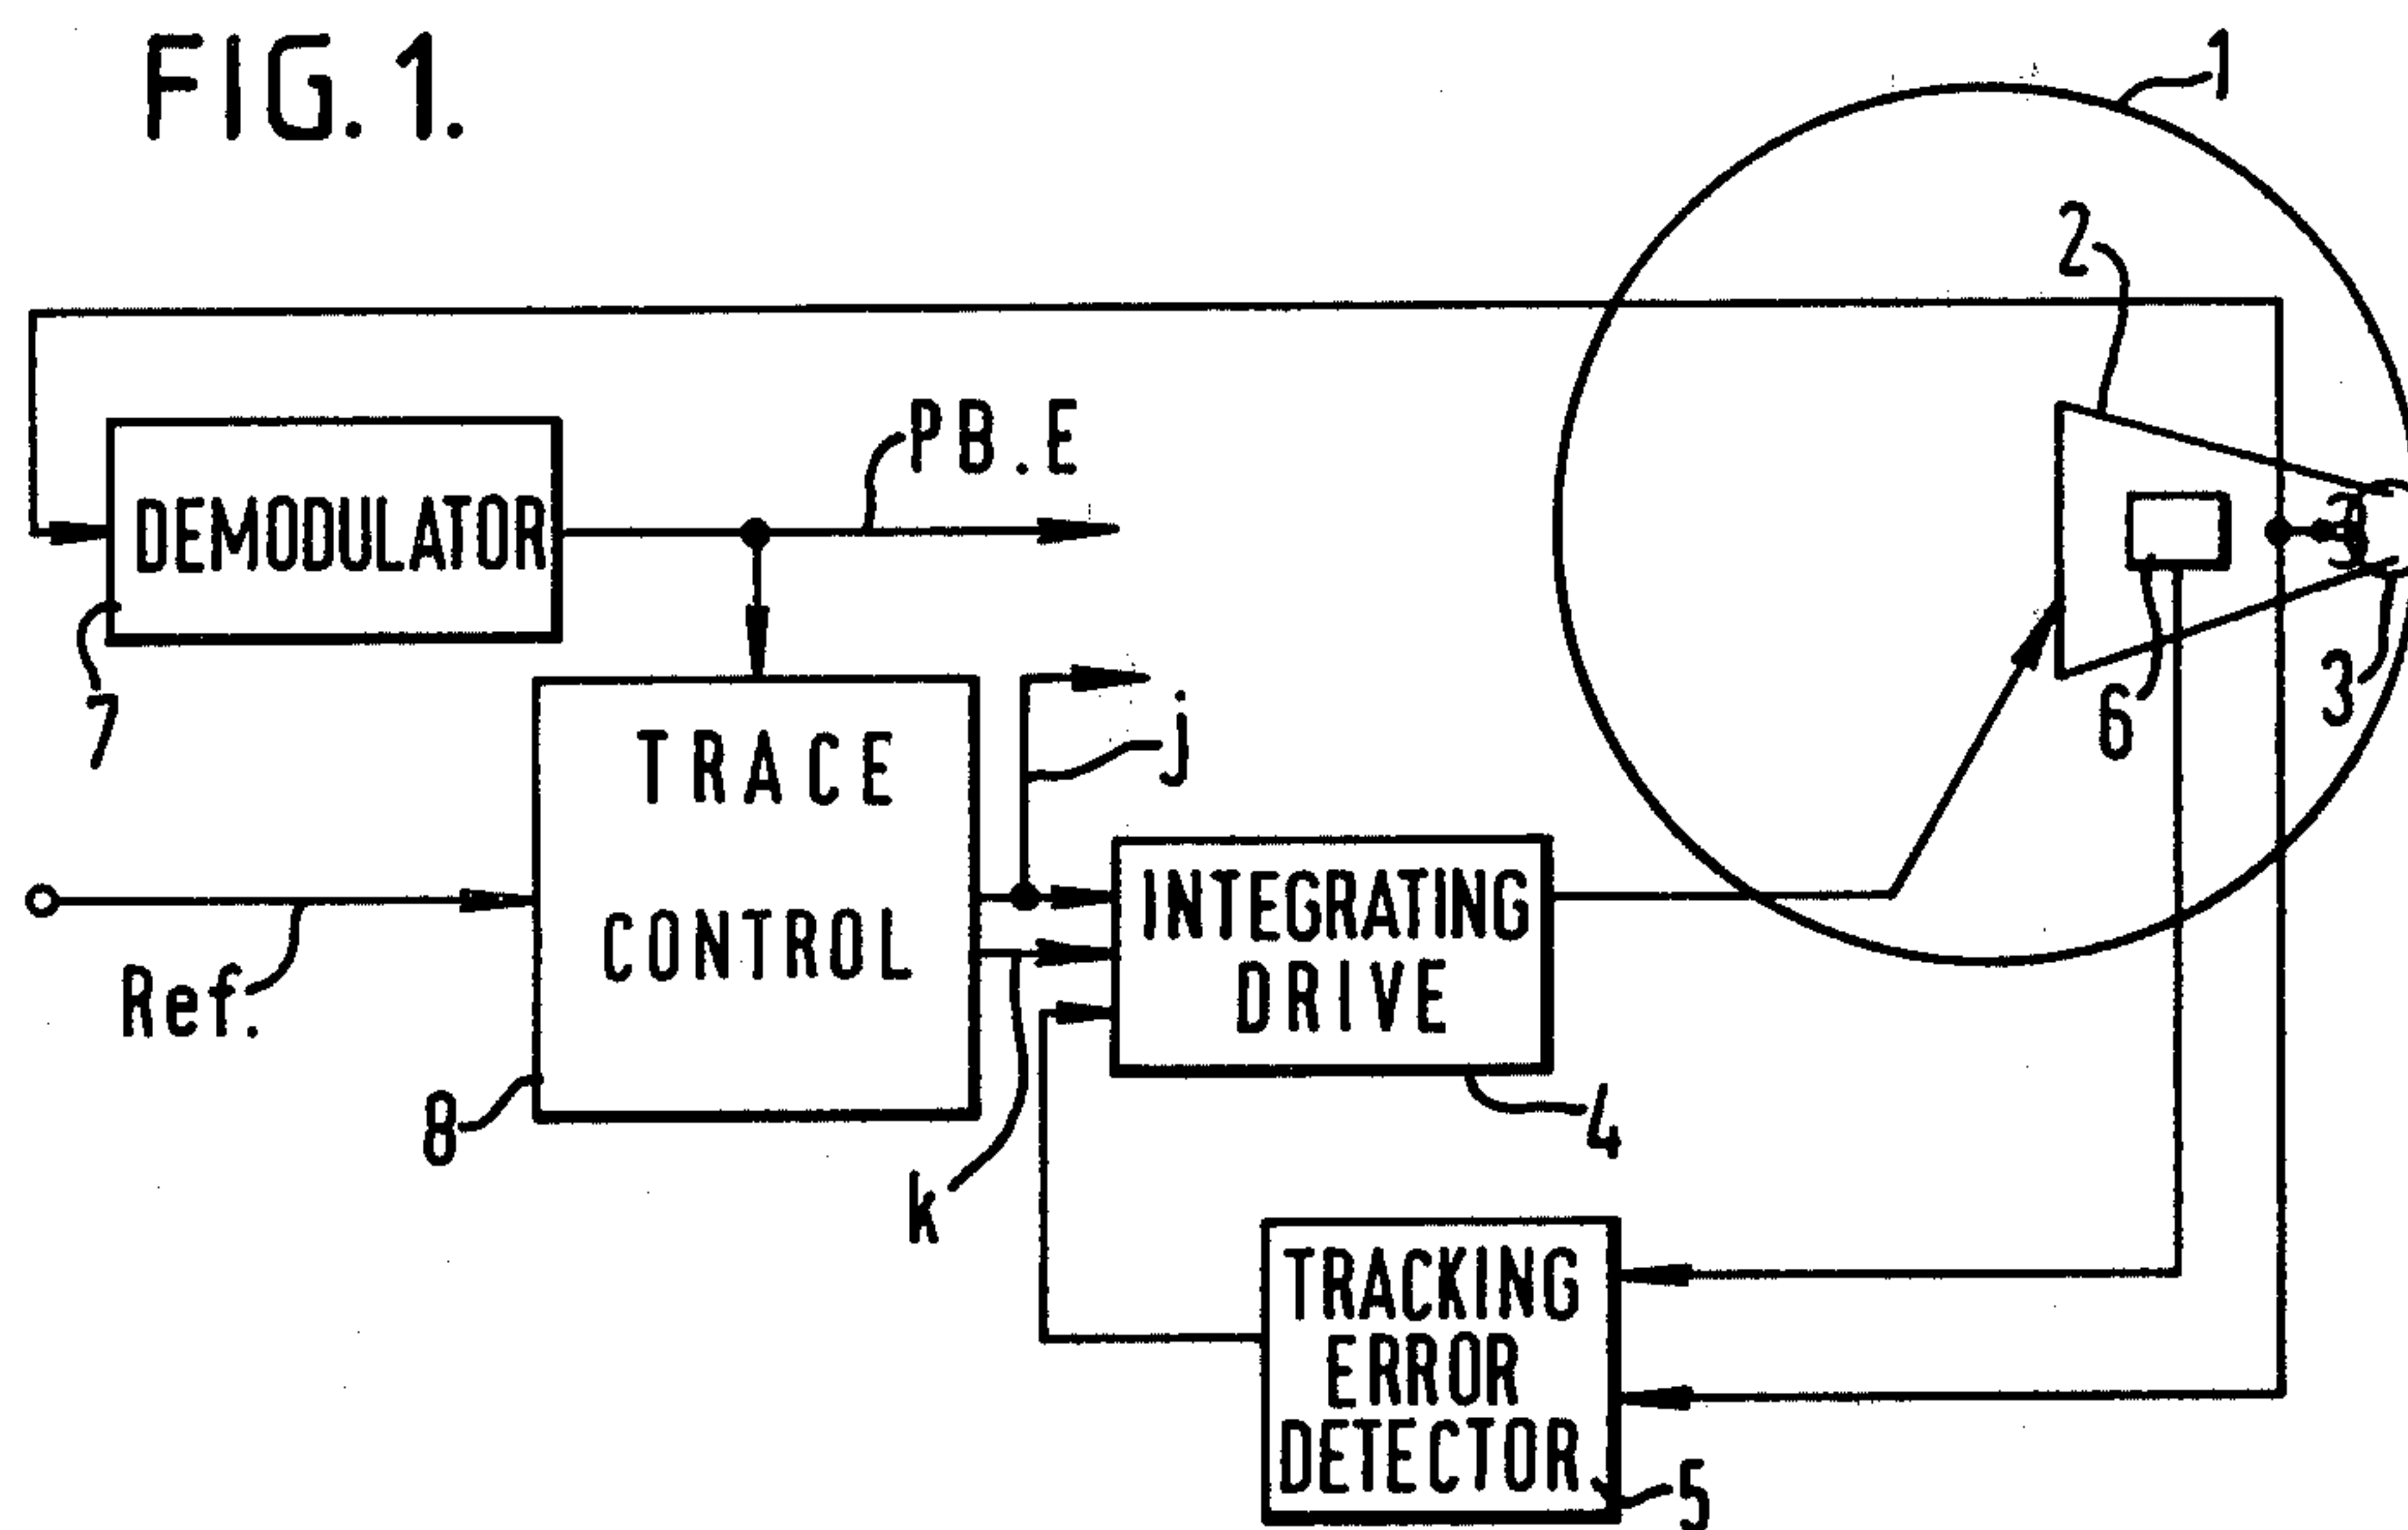 FIG. 1.
1
2
PB.E
DEMODULATOR
7
3
6
j
TRACE
CONTROL
INTEGRATING
DRIVE
Ref.
8
4
k
TRACKING
ERROR
DETECTOR
5